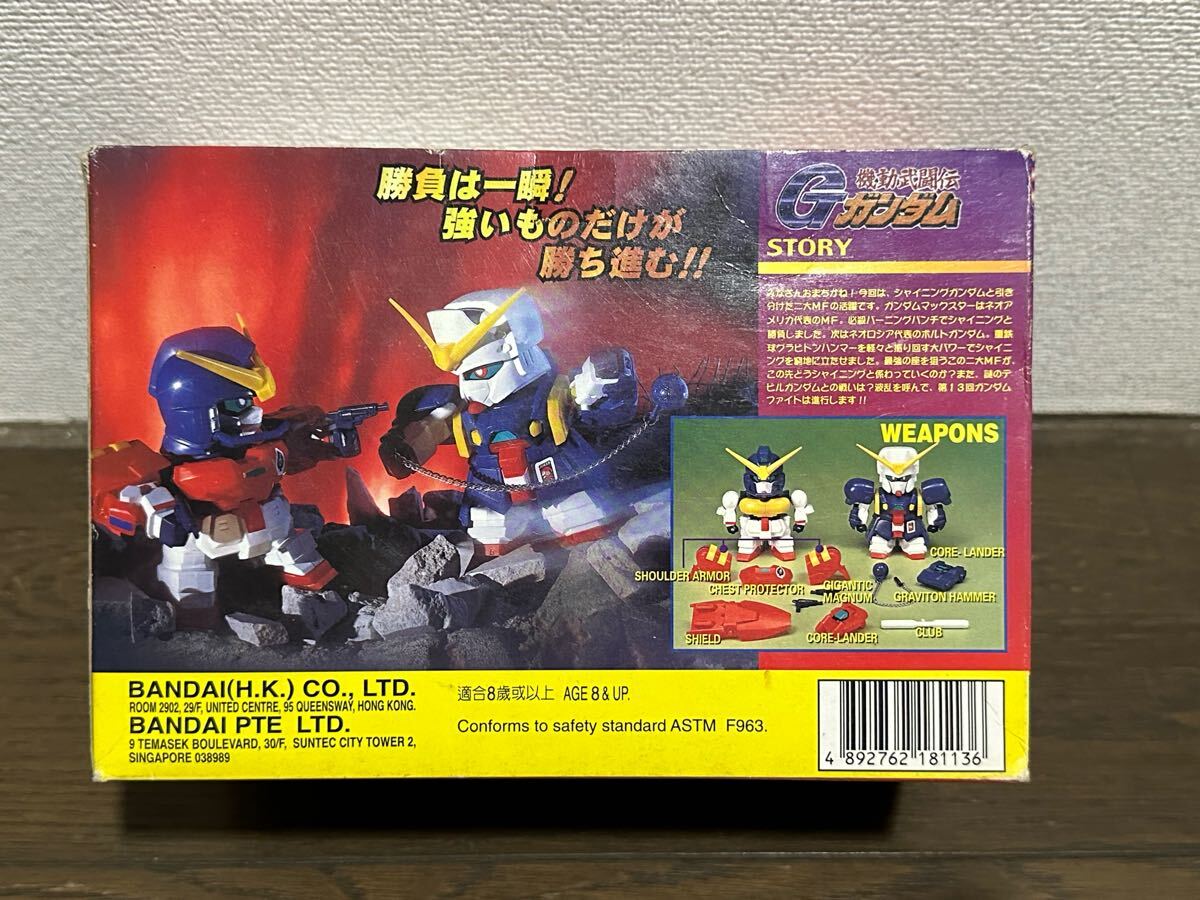 勝負は一瞬!
強いものだけが
勝ち進む!!
機動武闘伝
Gガンダム
STORY
みなさんおまちかね!今回は、シャイニングガンダムと引き
分けた二大MFの活躍です。ガンダムマックスターはネオア
メリカ代表のMF。必殺バーニングパンチでシャイニングと
勝負しました。次はネオロシア代表のボルトガンダム。重鉄
球グラビトンハンマーを軽々と振り回す大パワーでシャイニ
ングを窮地に立たせました。最強の座を狙うこの二大MFが、
この先どうシャイニングと係わっていくのか?また、謎のデ
ビルガンダムとの戦いは?波乱を呼んで、第13回ガンダム
ファイトは進行します!!
WEAPONS
CORE-LANDER
SHOULDER ARMOR
CHEST PROTECTOR
GIGANTIC
MAGNUM
GRAVITON HAMMER
SHIELD
CORE-LANDER
CLUB
BANDAI(H.K.) CO., LTD.
ROOM 2902, 29/F, UNITED CENTRE, 95 QUEENSWAY, HONG KONG.
BANDAI PTE LTD.
9 TEMASEK BOULEVARD, 30/F, SUNTEC CITY TOWER 2,
SINGAPORE 038989
適合8歲或以上 AGE 8 & UP.
Conforms to safety standard ASTM F963.
4 892762 181136